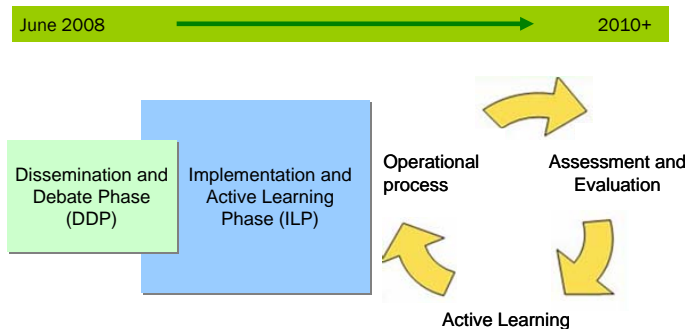 June 2008
2010+
Dissemination and
Debate Phase
(DDP)
Implementation and
Active Learning
Phase (ILP)
Operational
process
Assessment and
Evaluation
Active Learning